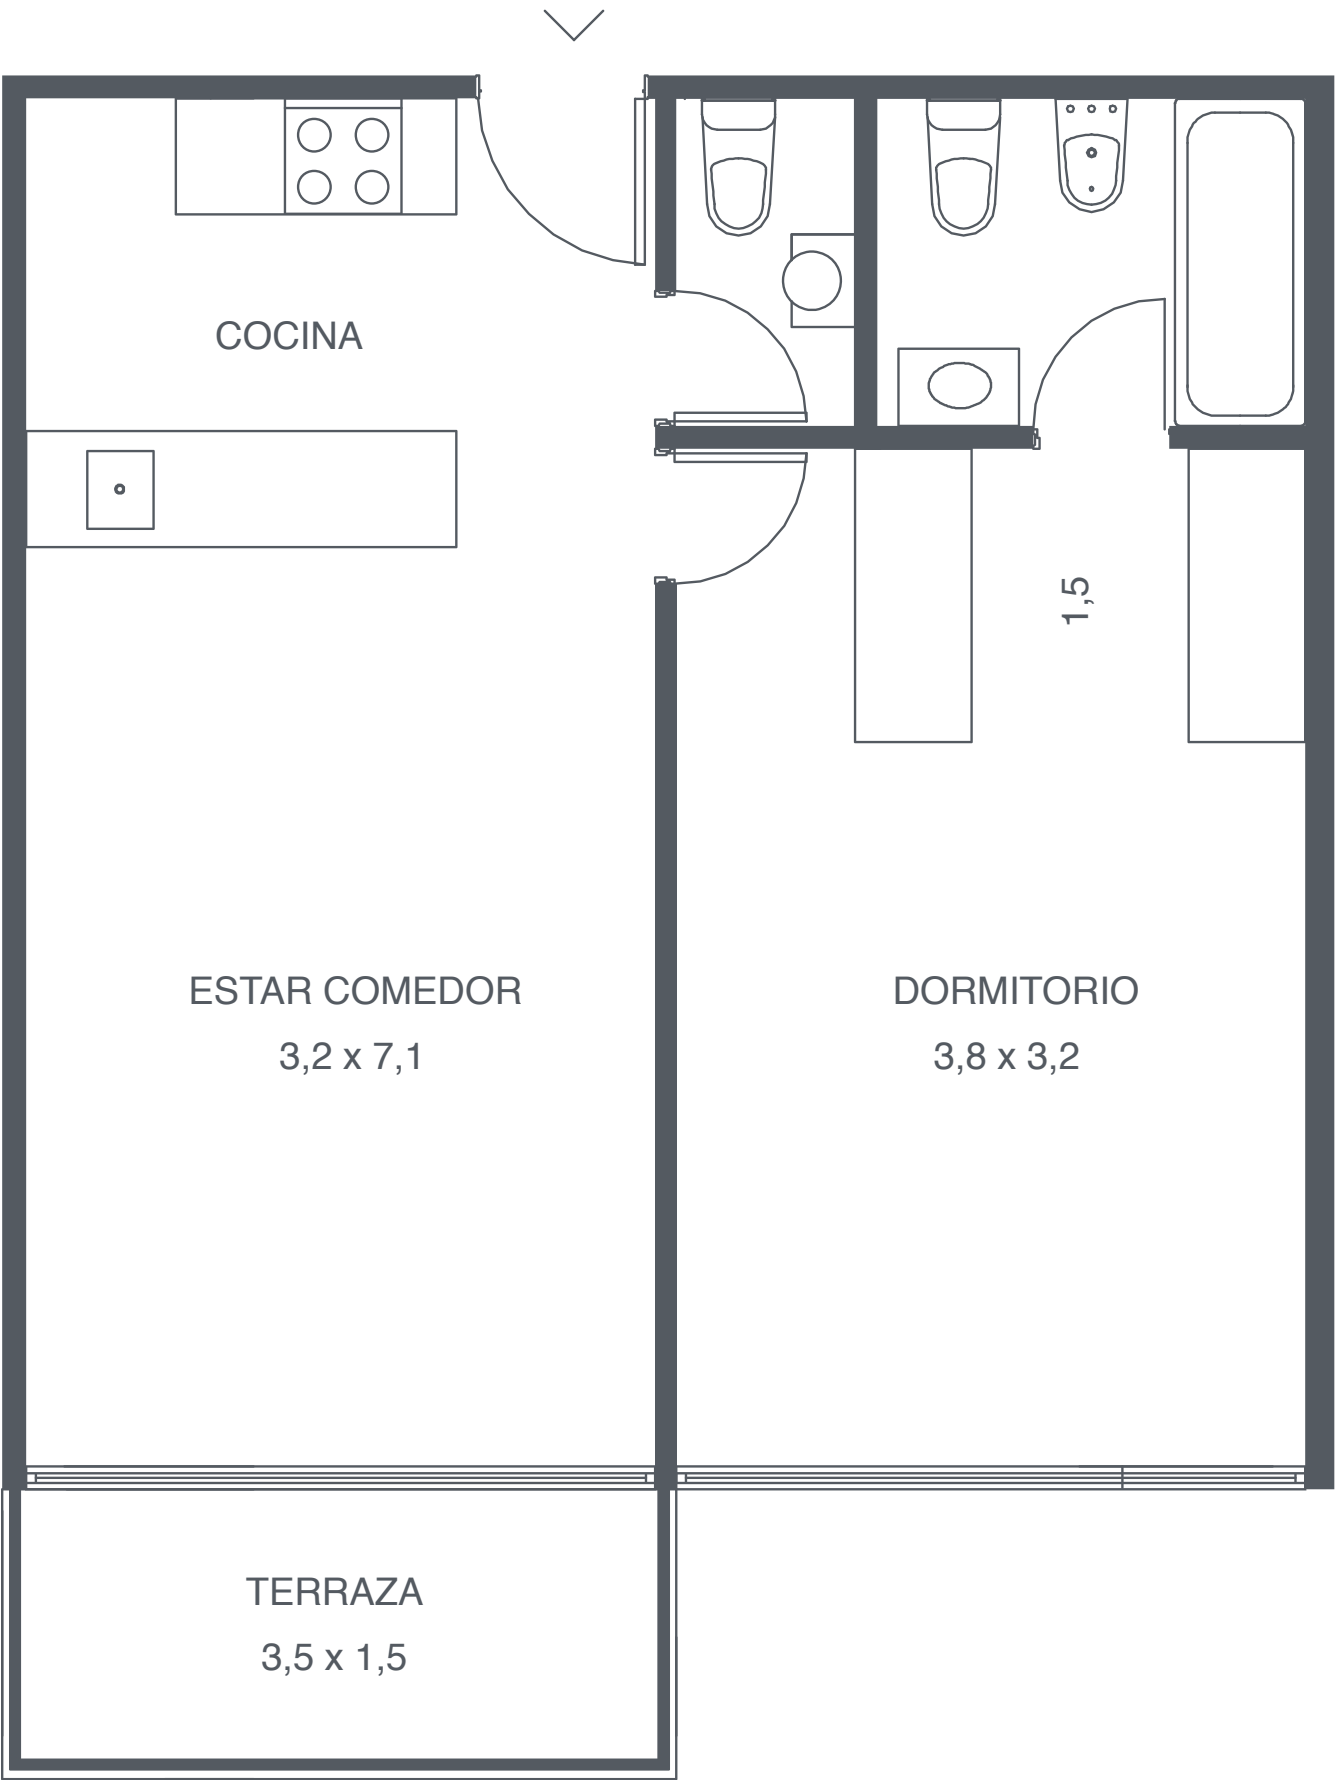 COCINA
1,5
ESTAR COMEDOR
3,2 x 7,1
DORMITORIO
3,8 x 3,2
TERRAZA
3,5 x 1,5